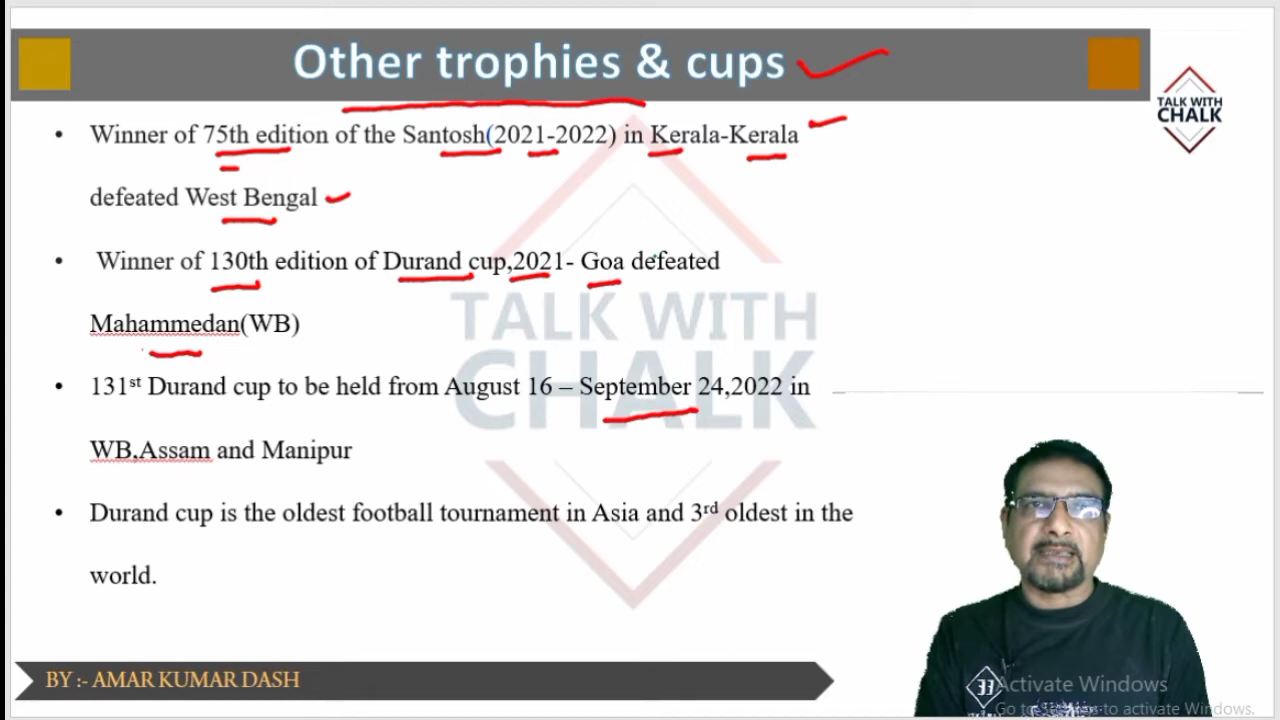 Other trophies & cups
TALK WITH
CHALK
• Winner of 75th edition of the Santosh(2021-2022) in Kerala-Kerala
defeated West Bengal
• Winner of 130th edition of Durand cup,2021- Goa defeated
Mahammedan(WB)
TALK WITH
CHALK
• 131st Durand cup to be held from August 16 – September 24,2022 in
WB,Assam and Manipur
• Durand cup is the oldest football tournament in Asia and 3rd oldest in the
world.
BY :- AMAR KUMAR DASH
Activate Windows
Go to Settings to activate Windows.